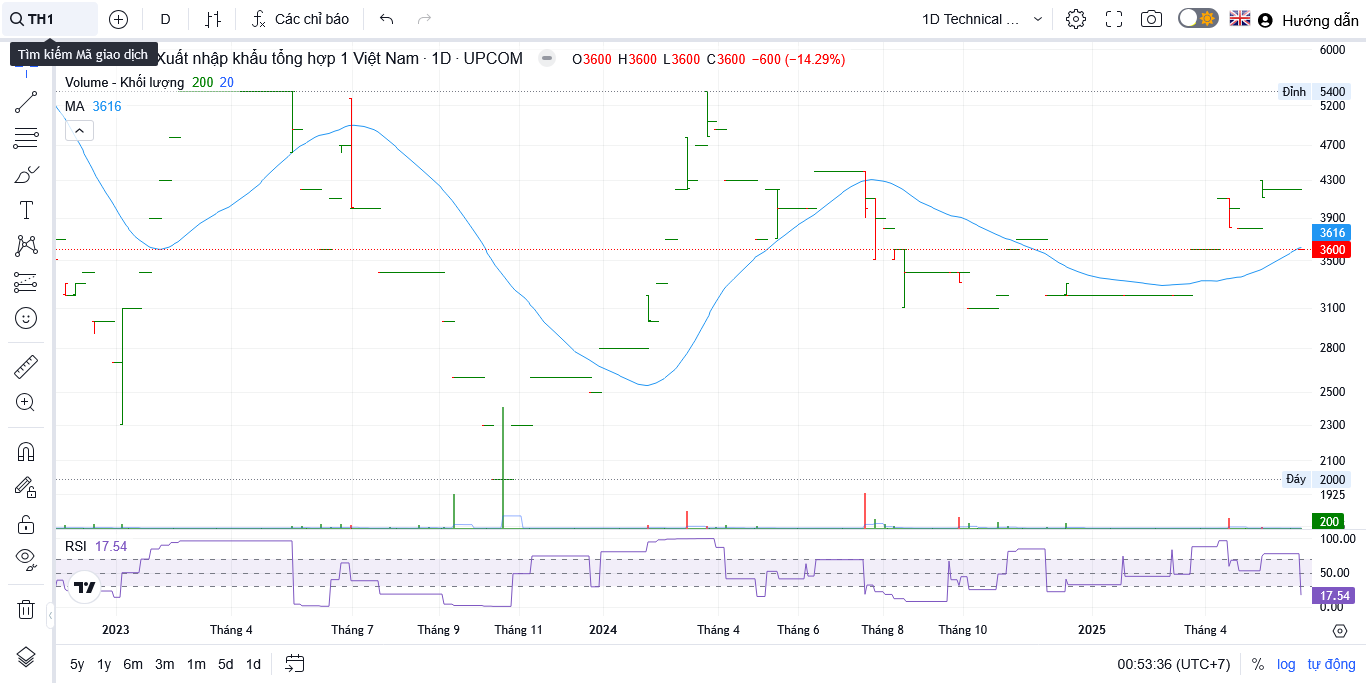 TH1
D
Các chỉ báo
1D Technical ...
Hướng dẫn
Tìm kiếm Mã giao dịch
Xuất nhập khẩu tổng hợp 1 Việt Nam · 1D · UPCOM
O3600 H3600 L3600 C3600 −600 (−14.29%)
Volume - Khối lượng 200 20
MA 3616
6000
Đỉnh 5400
5200
4700
4300
3900
3616
3600
3500
3100
2800
2500
2300
2100
Đáy 2000
1925
200
RSI 17.54
100.00
50.00
17.54
0.00
2023 Tháng 4 Tháng 7 Tháng 9 Tháng 11 2024 Tháng 4 Tháng 6 Tháng 8 Tháng 10 2025 Tháng 4
5y 1y 6m 3m 1m 5d 1d
00:53:36 (UTC+7) % log tự động